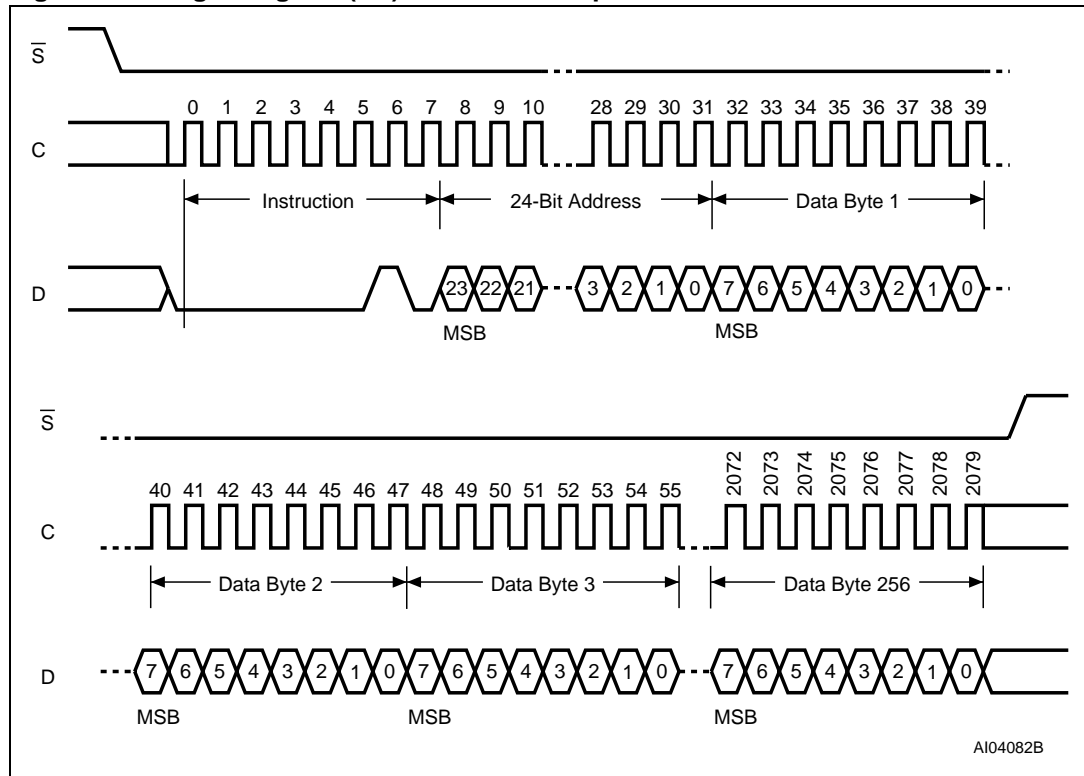 S
0 1 2 3 4 5 6 7 8 9 10 28 29 30 31 32 33 34 35 36 37 38 39
C
Instruction 24-Bit Address Data Byte 1
D 23 22 21 3 2 1 0 7 6 5 4 3 2 1 0
MSB MSB
S
40 41 42 43 44 45 46 47 48 49 50 51 52 53 54 55 2072 2073 2074 2075 2076 2077 2078 2079
C
Data Byte 2 Data Byte 3 Data Byte 256
D 7 6 5 4 3 2 1 0 7 6 5 4 3 2 1 0 7 6 5 4 3 2 1 0
MSB MSB MSB
AI04082B